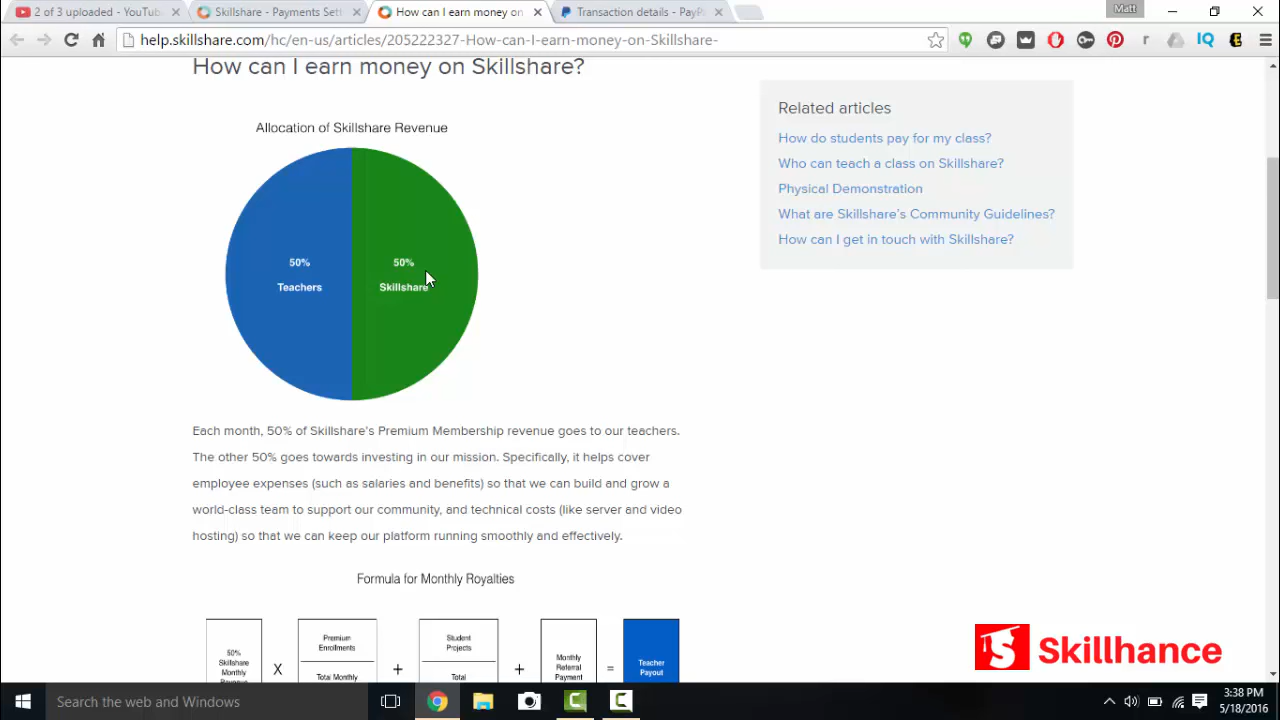 2 of 3 uploaded - YouTub
Skillshare - Payments Set
How can I earn money on
Transaction details - PayP
Matt
help.skillshare.com/hc/en-us/articles/205222327-How-can-I-earn-money-on-Skillshare-
How can I earn money on Skillshare?
Allocation of Skillshare Revenue
50%
Teachers
50%
Skillshare
Each month, 50% of Skillshare's Premium Membership revenue goes to our teachers.
The other 50% goes towards investing in our mission. Specifically, it helps cover
employee expenses (such as salaries and benefits) so that we can build and grow a
world-class team to support our community, and technical costs (like server and video
hosting) so that we can keep our platform running smoothly and effectively.
Formula for Monthly Royalties
50%
Skillshare
Monthly
X
Premium
Enrollments
Total Monthly
+
Student
Projects
Total
+
Monthly
Referral
Payment
=
Teacher
Payout
Related articles
How do students pay for my class?
Who can teach a class on Skillshare?
Physical Demonstration
What are Skillshare's Community Guidelines?
How can I get in touch with Skillshare?
Skillhance
Search the web and Windows
3:38 PM
5/18/2016